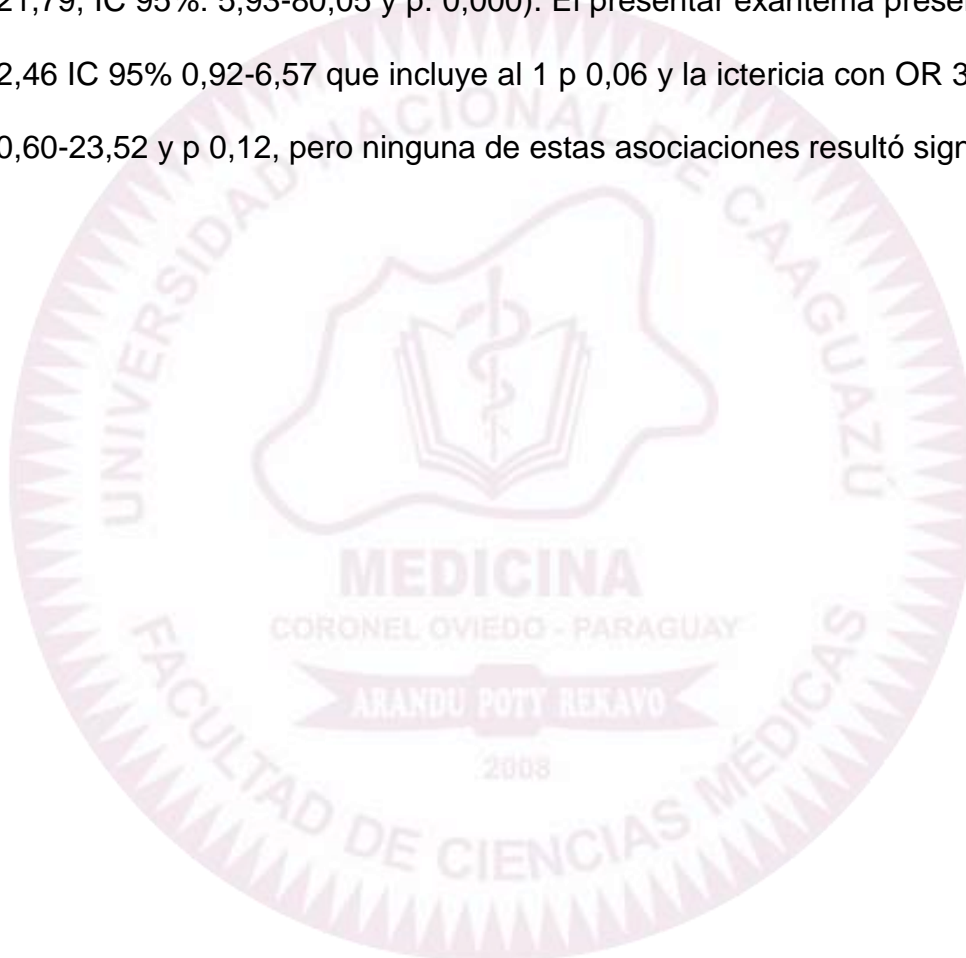 21,79, IC 95%: 5,93-80,05 y p: 0,000). El presentar exantema
2,46 IC 95% 0,92-6,57 que incluye al 1 p 0,06 y la ictericia con OR
0,60-23,52 y p 0,12, pero ninguna de estas asociaciones resultó
UNIVERSIDAD NACIONAL DE CAAGUAZÚ
MEDICINA
CORONEL OVIEDO - PARAGUAY
ARANDU POTY REKAVO
2008
FACULTAD DE CIENCIAS MÉDICAS